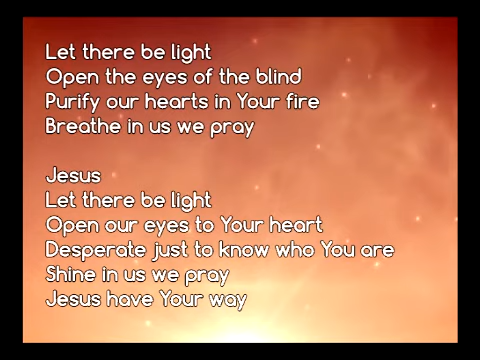 Let there be light
Open the eyes of the blind
Purify our hearts in Your fire
Breathe in us we pray
Jesus
Let there be light
Open our eyes to Your heart
Desperate just to know who You are
Shine in us we pray
Jesus have Your way